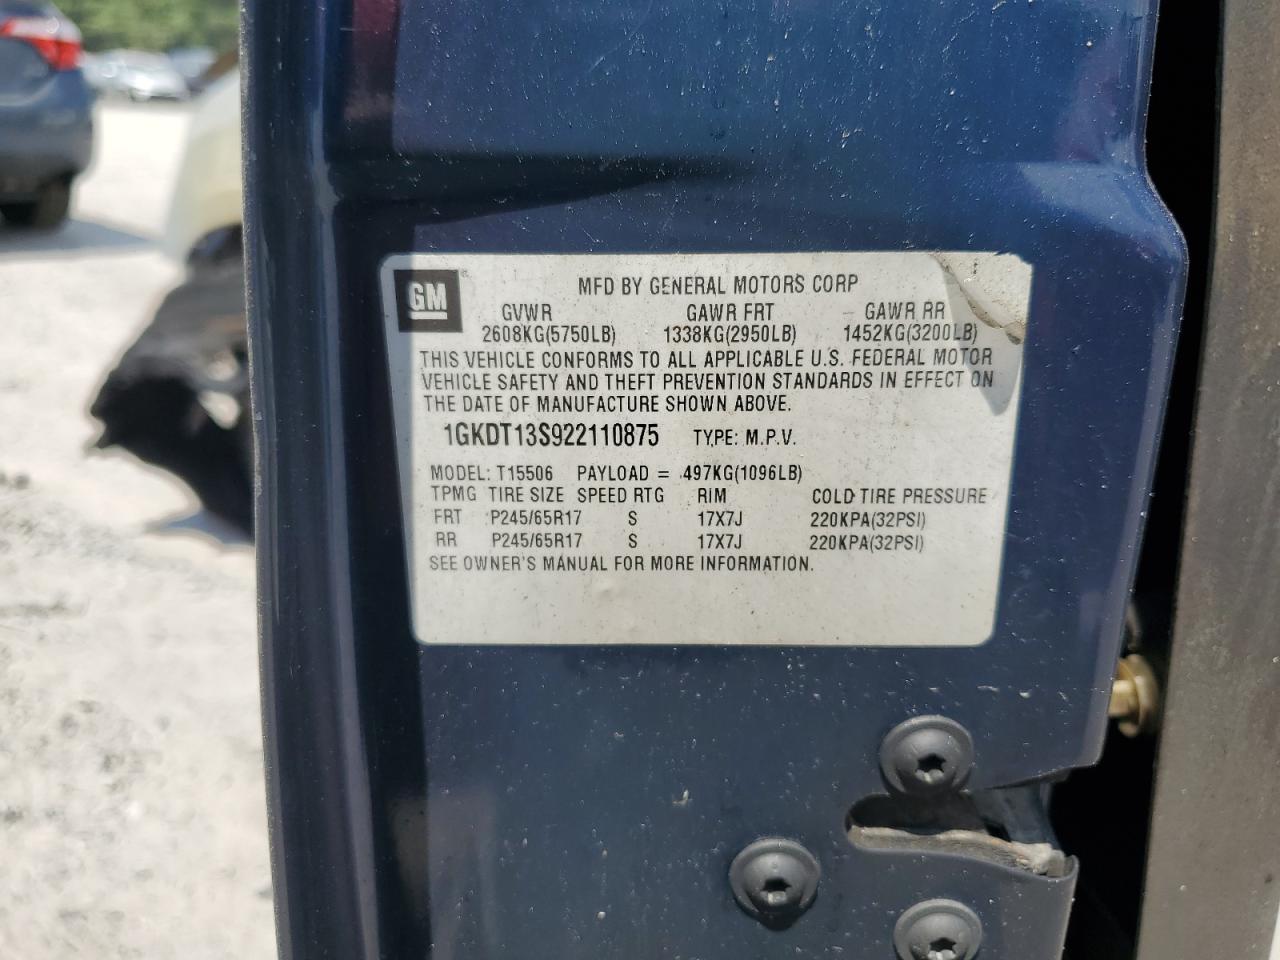 GM
MFD BY GENERAL MOTORS CORP
GVWR GAWR FRT GAWR RR
2608KG(5750LB) 1338KG(2950LB) 1452KG(3200LB)
THIS VEHICLE CONFORMS TO ALL APPLICABLE U.S. FEDERAL MOTOR
VEHICLE SAFETY AND THEFT PREVENTION STANDARDS IN EFFECT ON
THE DATE OF MANUFACTURE SHOWN ABOVE.
1GKDT13S922110875 TYPE: M.P.V.
MODEL: T15506 PAYLOAD = 497KG(1096LB)
TPMG TIRE SIZE SPEED RTG RIM COLD TIRE PRESSURE
FRT P245/65R17 S 17X7J 220KPA(32PSI)
RR P245/65R17 S 17X7J 220KPA(32PSI)
SEE OWNER'S MANUAL FOR MORE INFORMATION.